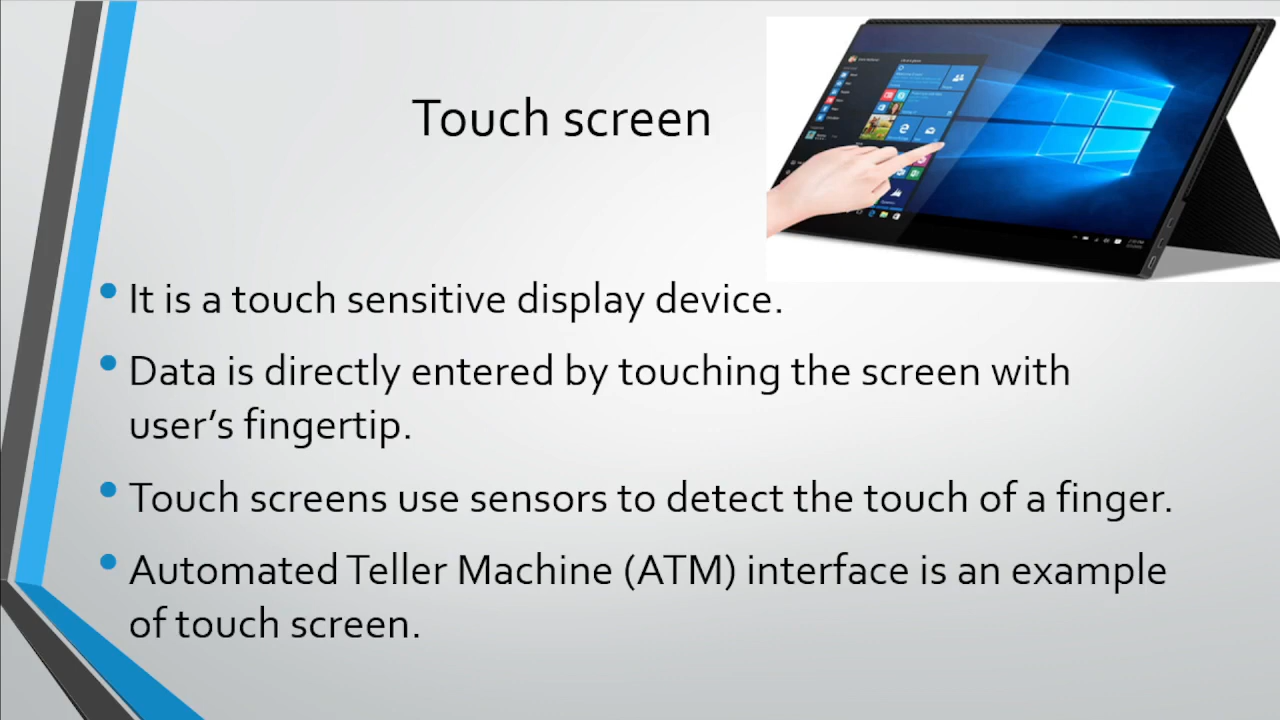 Touch screen
• It is a touch sensitive display device.
• Data is directly entered by touching the screen with
user’s fingertip.
• Touch screens use sensors to detect the touch of a finger.
• Automated Teller Machine (ATM) interface is an example
of touch screen.